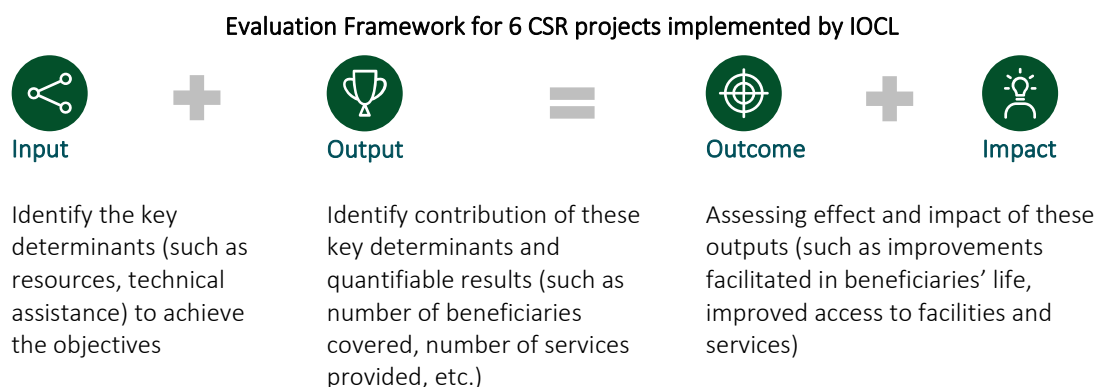 Evaluation Framework for 6 CSR projects implemented by IOCL
Input
Output
Outcome
Impact
Identify the key
determinants (such as
resources, technical
assistance) to achieve
the objectives
Identify contribution of these
key determinants and
quantifiable results (such as
number of beneficiaries
covered, number of services
provided, etc.)
Assessing effect and impact of these
outputs (such as improvements
facilitated in beneficiaries’ life,
improved access to facilities and
services)